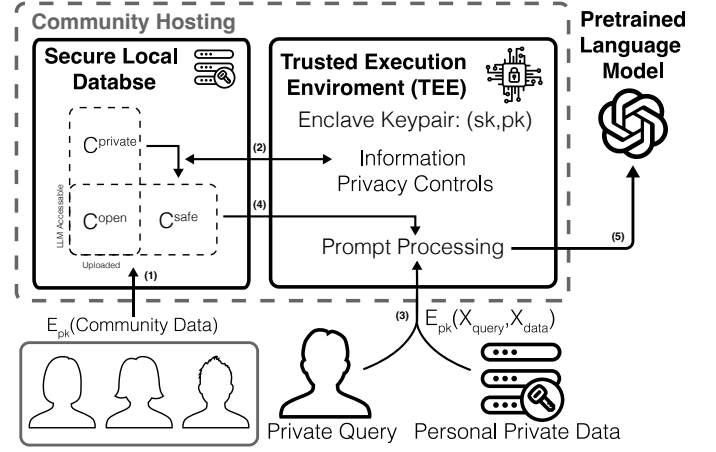 Community Hosting
Secure Local
Databse
Trusted Execution
Enviroment (TEE)
Pretrained
Language
Model
Enclave Keypair: (sk,pk)
Cprivate
(2)
Information
Privacy Controls
LLM Accessable
Copen
Csafe
(4)
Prompt Processing
(5)
Uploaded
(1)
Epk(Community Data)
(3)
Epk(Xquery,Xdata)
Private Query
Personal Private Data